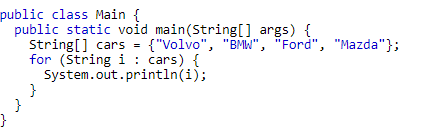 public class Main {
  public static void main(String[] args) {
    String[] cars = {"Volvo", "BMW", "Ford", "Mazda"};
    for (String i : cars) {
      System.out.println(i);
    }
  }
}